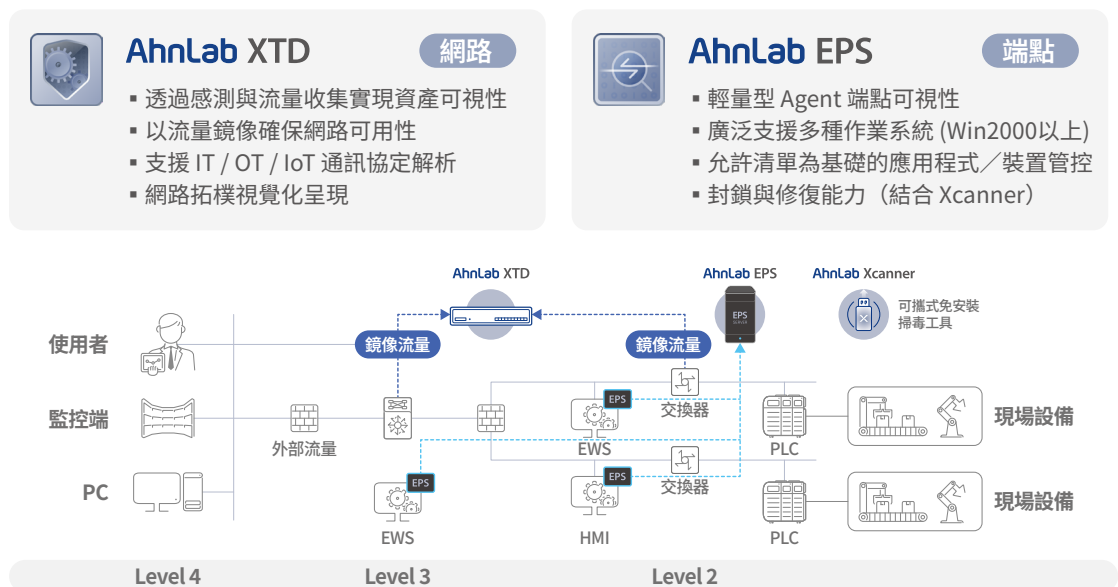 AhnLab XTD
網路
▪ 透過感測與流量收集實現資產可視性
▪ 以流量鏡像確保網路可用性
▪ 支援 IT / OT / IoT 通訊協定解析
▪ 網路拓樸視覺化呈現
AhnLab EPS
端點
▪ 輕量型 Agent 端點可視性
▪ 廣泛支援多種作業系統 (Win2000以上)
▪ 允許清單為基礎的應用程式／裝置管控
▪ 封鎖與修復能力（結合 Xcanner）
AhnLab XTD
AhnLab EPS
AhnLab Xcanner
EPS
SERVER
可攜式免安裝
掃毒工具
使用者
鏡像流量
鏡像流量
監控端
外部流量
EPS
EWS
交換器
PLC
現場設備
PC
EPS
EWS
EPS
HMI
交換器
PLC
現場設備
Level 4
Level 3
Level 2